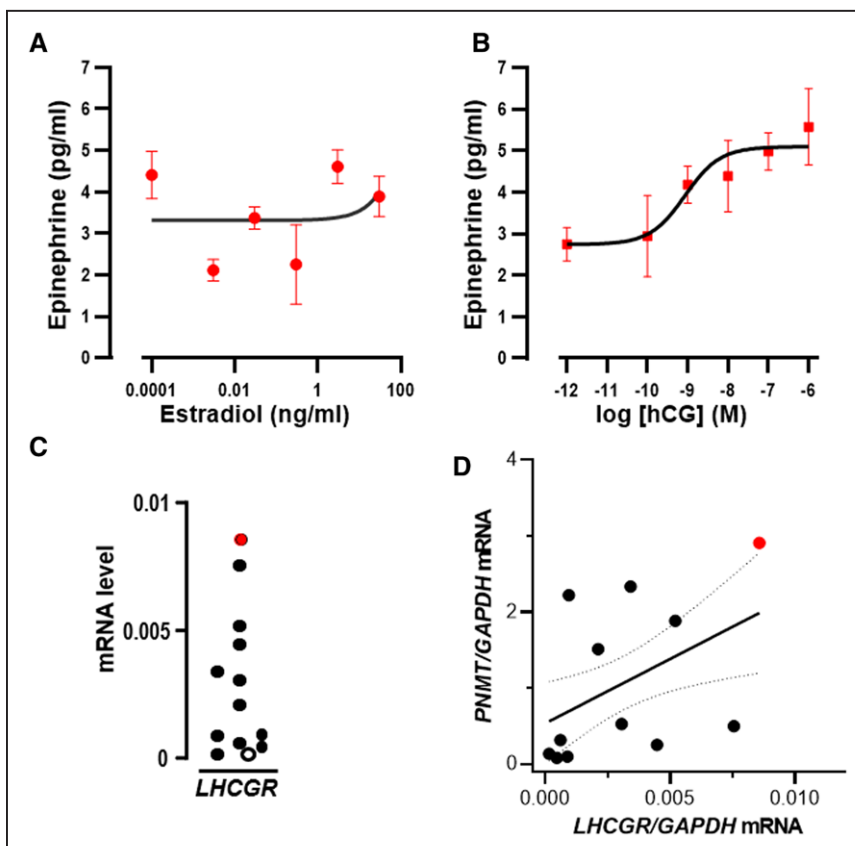 A
Epinephrine (pg/ml)
7
6
5
4
3
2
1
0
0.0001 0.01 1 100
Estradiol (ng/ml)
B
Epinephrine (pg/ml)
7
6
5
4
3
2
1
0
-12 -11 -10 -9 -8 -7 -6
log [hCG] (M)
C
mRNA level
0.01
0.005
0
LHCGR
D
PNMT/GAPDH mRNA
4
2
0
0.000 0.005 0.010
LHCGR/GAPDH mRNA